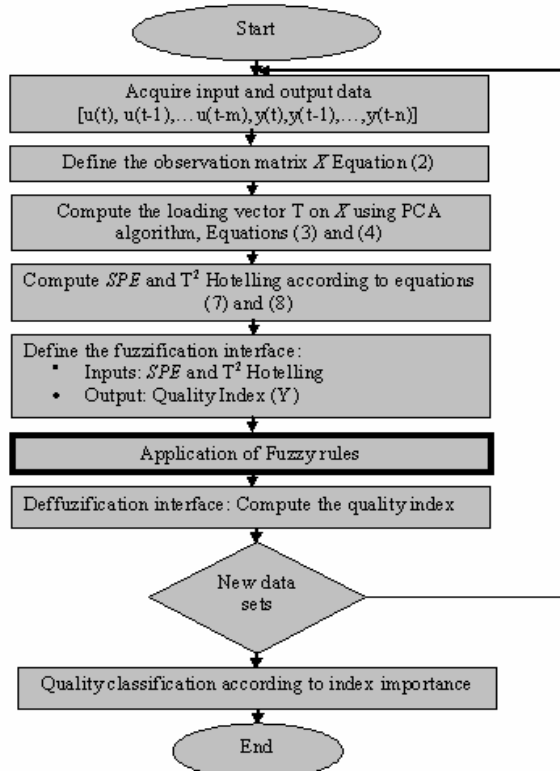 Start
Acquire input and output data
[u(t), u(t-1),...u(t-m),y(t),y(t-1),...,y(t-n)]
Define the observation matrix X Equation (2)
Compute the loading vector T on X using PCA
algorithm, Equations (3) and (4)
Compute SPE and T² Hotelling according to equations
(7) and (8)
Define the fuzzification interface:
▪ Inputs: SPE and T² Hotelling
• Output: Quality Index (Y)
Application of Fuzzy rules
Deffuzification interface: Compute the quality index
New data
sets
Quality classification according to index importance
End